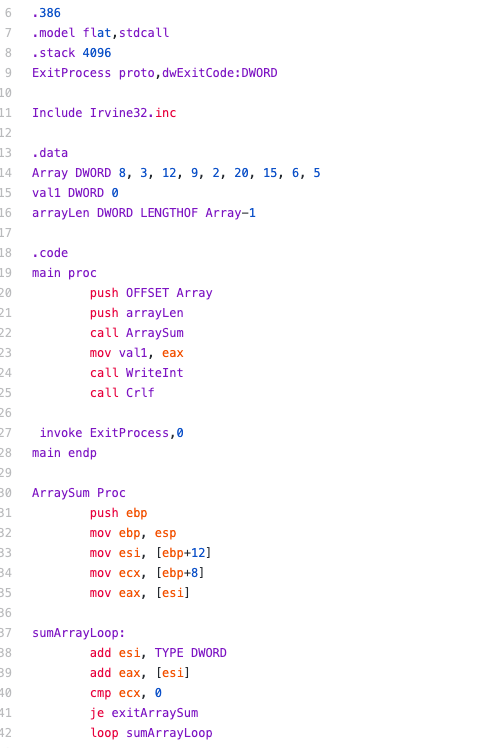 6 .386
7 .model flat,stdcall
8 .stack 4096
9 ExitProcess proto,dwExitCode:DWORD
10
11 Include Irvine32.inc
12
13 .data
14 Array DWORD 8, 3, 12, 9, 2, 20, 15, 6, 5
15 val1 DWORD 0
16 arrayLen DWORD LENGTHOF Array-1
17
18 .code
19 main proc
20 push OFFSET Array
21 push arrayLen
22 call ArraySum
23 mov val1, eax
24 call WriteInt
25 call Crlf
26
27 invoke ExitProcess,0
28 main endp
29
30 ArraySum Proc
31 push ebp
32 mov ebp, esp
33 mov esi, [ebp+12]
34 mov ecx, [ebp+8]
35 mov eax, [esi]
36
37 sumArrayLoop:
38 add esi, TYPE DWORD
39 add eax, [esi]
40 cmp ecx, 0
41 je exitArraySum
42 loop sumArrayLoop